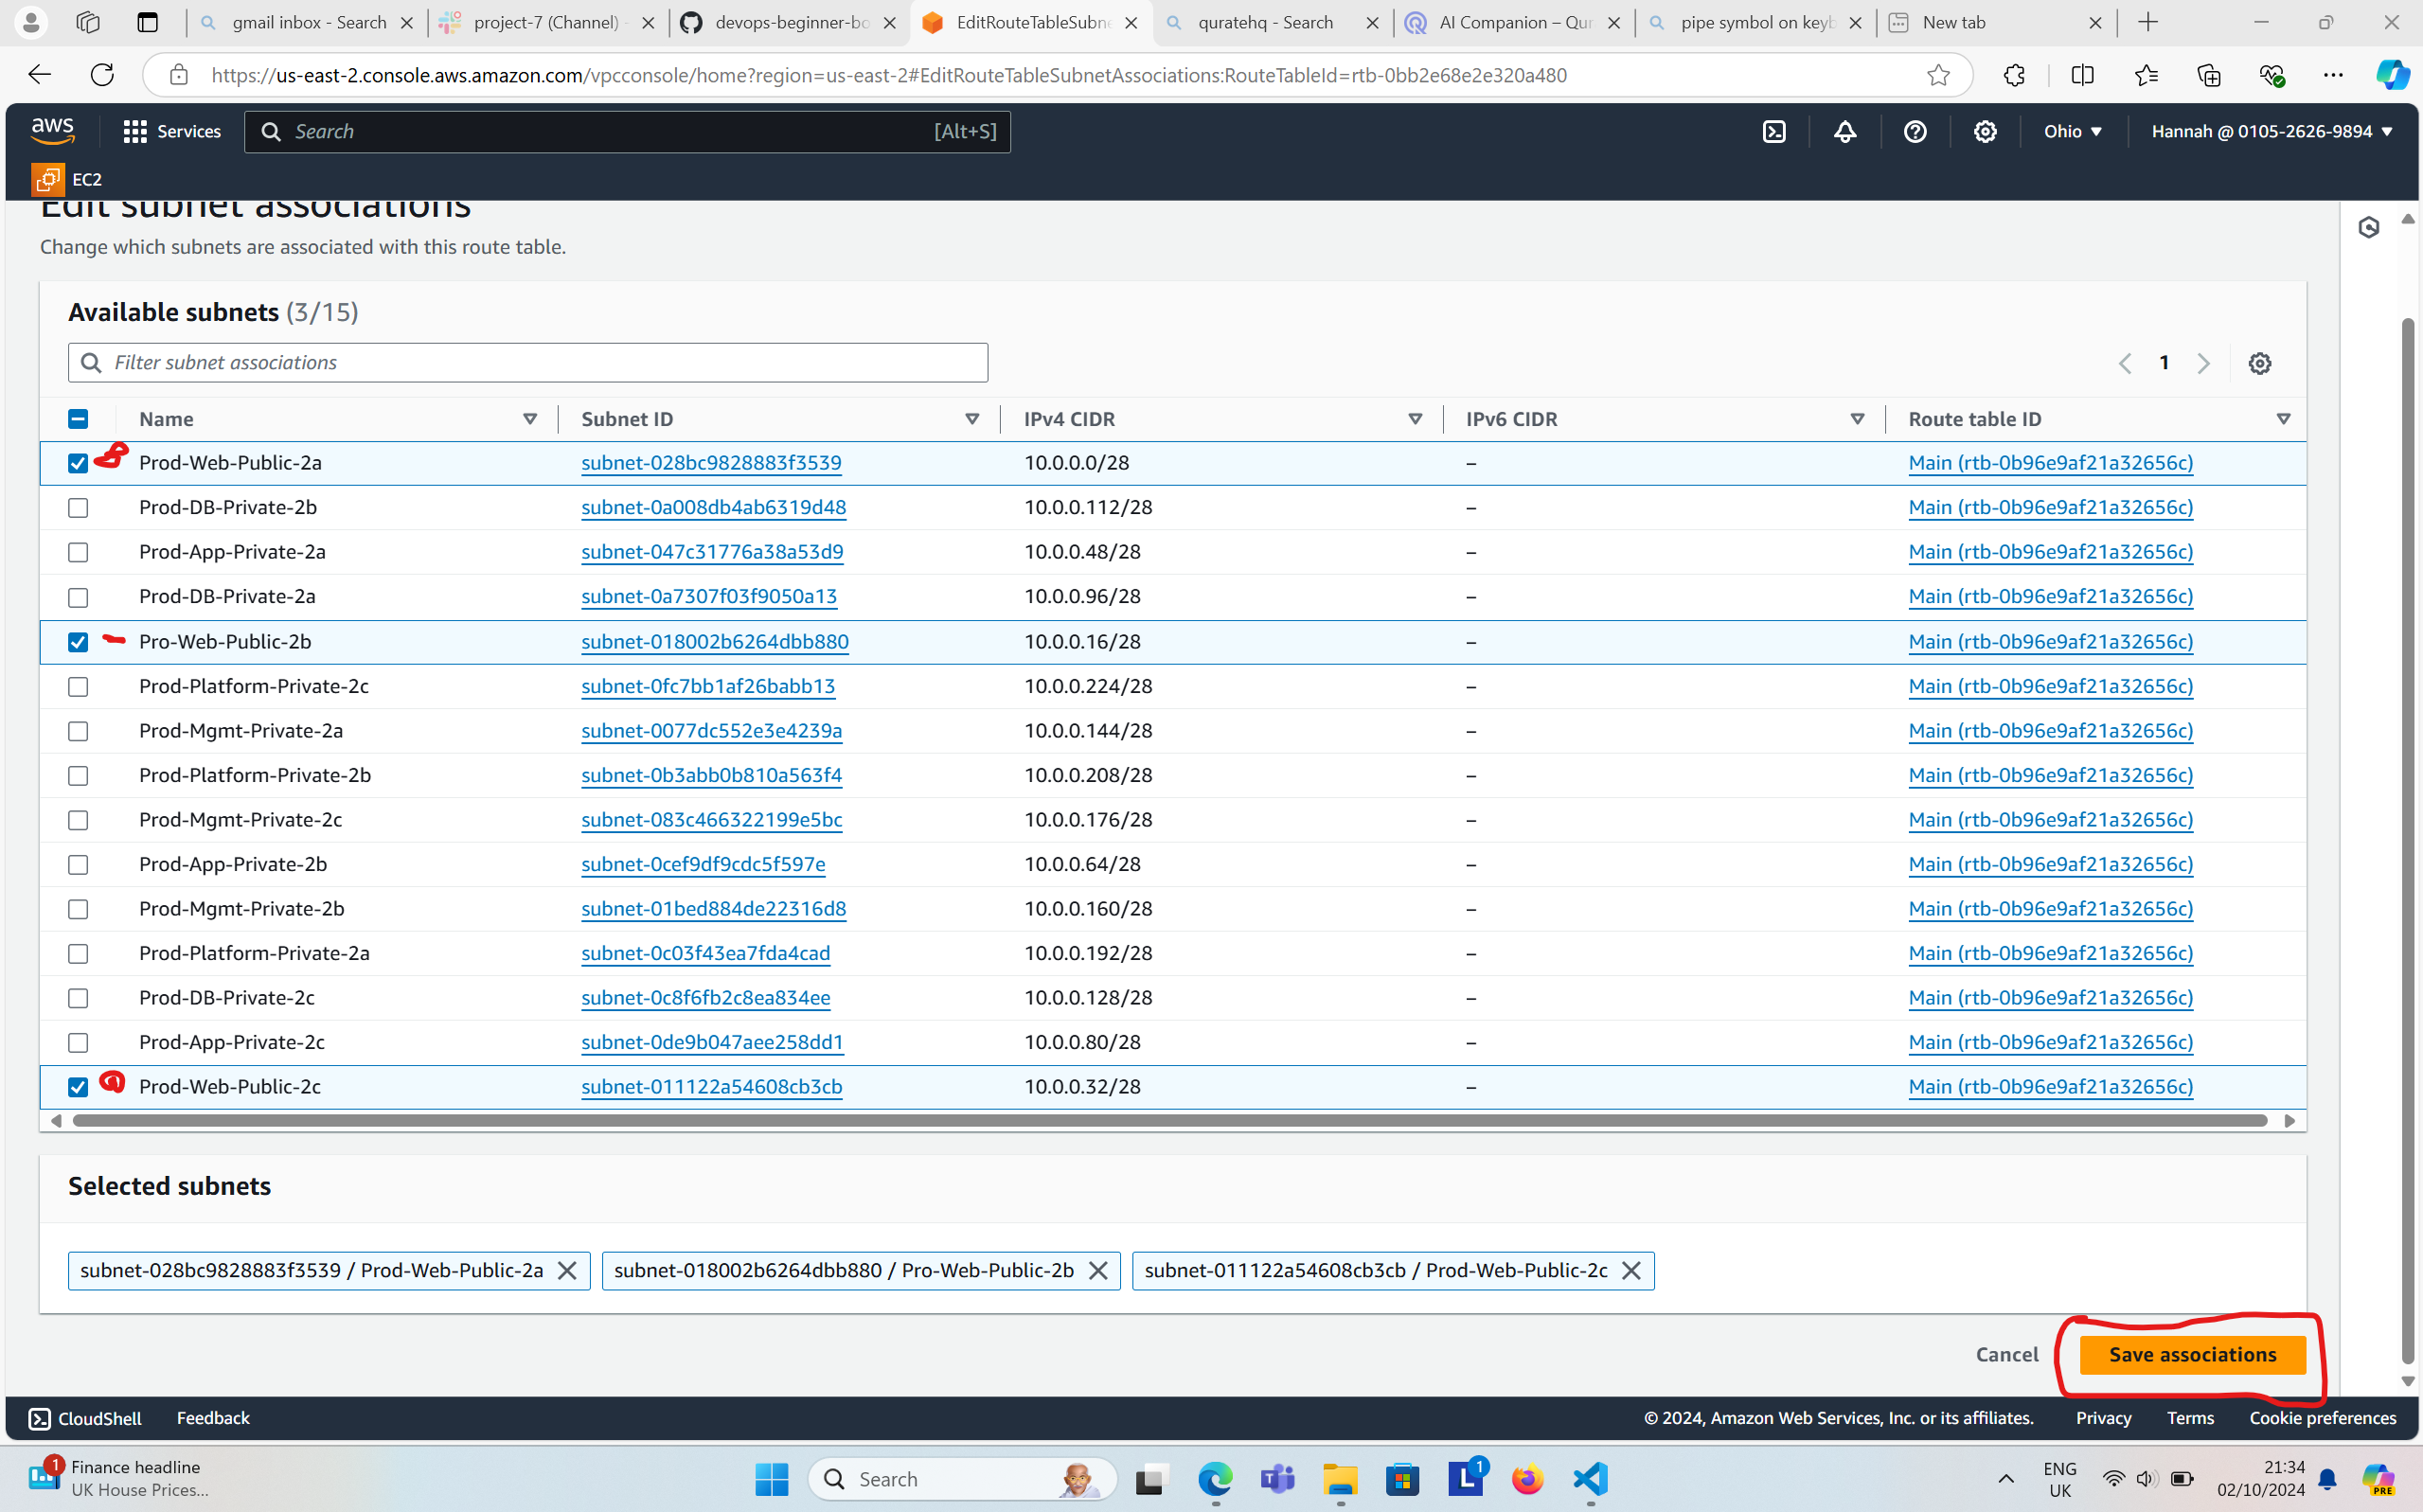 gmail inbox - Search
project-7 (Channel) -
devops-beginner-bo
EditRouteTableSubne
quratehq - Search
AI Companion – Qur
pipe symbol on keyb
New tab
https://us-east-2.console.aws.amazon.com/vpcconsole/home?region=us-east-2#EditRouteTableSubnetAssociations:RouteTableId=rtb-0bb2e68e2e320a480
aws Services Search [Alt+S] Ohio Hannah @ 0105-2626-9894
EC2
Edit subnet associations
Change which subnets are associated with this route table.
Available subnets (3/15)
Filter subnet associations 1
Name Subnet ID IPv4 CIDR IPv6 CIDR Route table ID
Prod-Web-Public-2a subnet-028bc9828883f3539 10.0.0.0/28 – Main (rtb-0b96e9af21a32656c)
Prod-DB-Private-2b subnet-0a008db4ab6319d48 10.0.0.112/28 – Main (rtb-0b96e9af21a32656c)
Prod-App-Private-2a subnet-047c31776a38a53d9 10.0.0.48/28 – Main (rtb-0b96e9af21a32656c)
Prod-DB-Private-2a subnet-0a7307f03f9050a13 10.0.0.96/28 – Main (rtb-0b96e9af21a32656c)
Pro-Web-Public-2b subnet-018002b6264dbb880 10.0.0.16/28 – Main (rtb-0b96e9af21a32656c)
Prod-Platform-Private-2c subnet-0fc7bb1af26babb13 10.0.0.224/28 – Main (rtb-0b96e9af21a32656c)
Prod-Mgmt-Private-2a subnet-0077dc552e3e4239a 10.0.0.144/28 – Main (rtb-0b96e9af21a32656c)
Prod-Platform-Private-2b subnet-0b3abb0b810a563f4 10.0.0.208/28 – Main (rtb-0b96e9af21a32656c)
Prod-Mgmt-Private-2c subnet-083c466322199e5bc 10.0.0.176/28 – Main (rtb-0b96e9af21a32656c)
Prod-App-Private-2b subnet-0cef9df9cdc5f597e 10.0.0.64/28 – Main (rtb-0b96e9af21a32656c)
Prod-Mgmt-Private-2b subnet-01bed884de22316d8 10.0.0.160/28 – Main (rtb-0b96e9af21a32656c)
Prod-Platform-Private-2a subnet-0c03f43ea7fda4cad 10.0.0.192/28 – Main (rtb-0b96e9af21a32656c)
Prod-DB-Private-2c subnet-0c8f6fb2c8ea834ee 10.0.0.128/28 – Main (rtb-0b96e9af21a32656c)
Prod-App-Private-2c subnet-0de9b047aee258dd1 10.0.0.80/28 – Main (rtb-0b96e9af21a32656c)
Prod-Web-Public-2c subnet-011122a54608cb3cb 10.0.0.32/28 – Main (rtb-0b96e9af21a32656c)
Selected subnets
subnet-028bc9828883f3539 / Prod-Web-Public-2a subnet-018002b6264dbb880 / Pro-Web-Public-2b subnet-011122a54608cb3cb / Prod-Web-Public-2c
Cancel Save associations
CloudShell Feedback © 2024, Amazon Web Services, Inc. or its affiliates. Privacy Terms Cookie preferences
1 Finance headline
UK House Prices...
Search
L 1
ENG
UK
21:34
02/10/2024
PRE